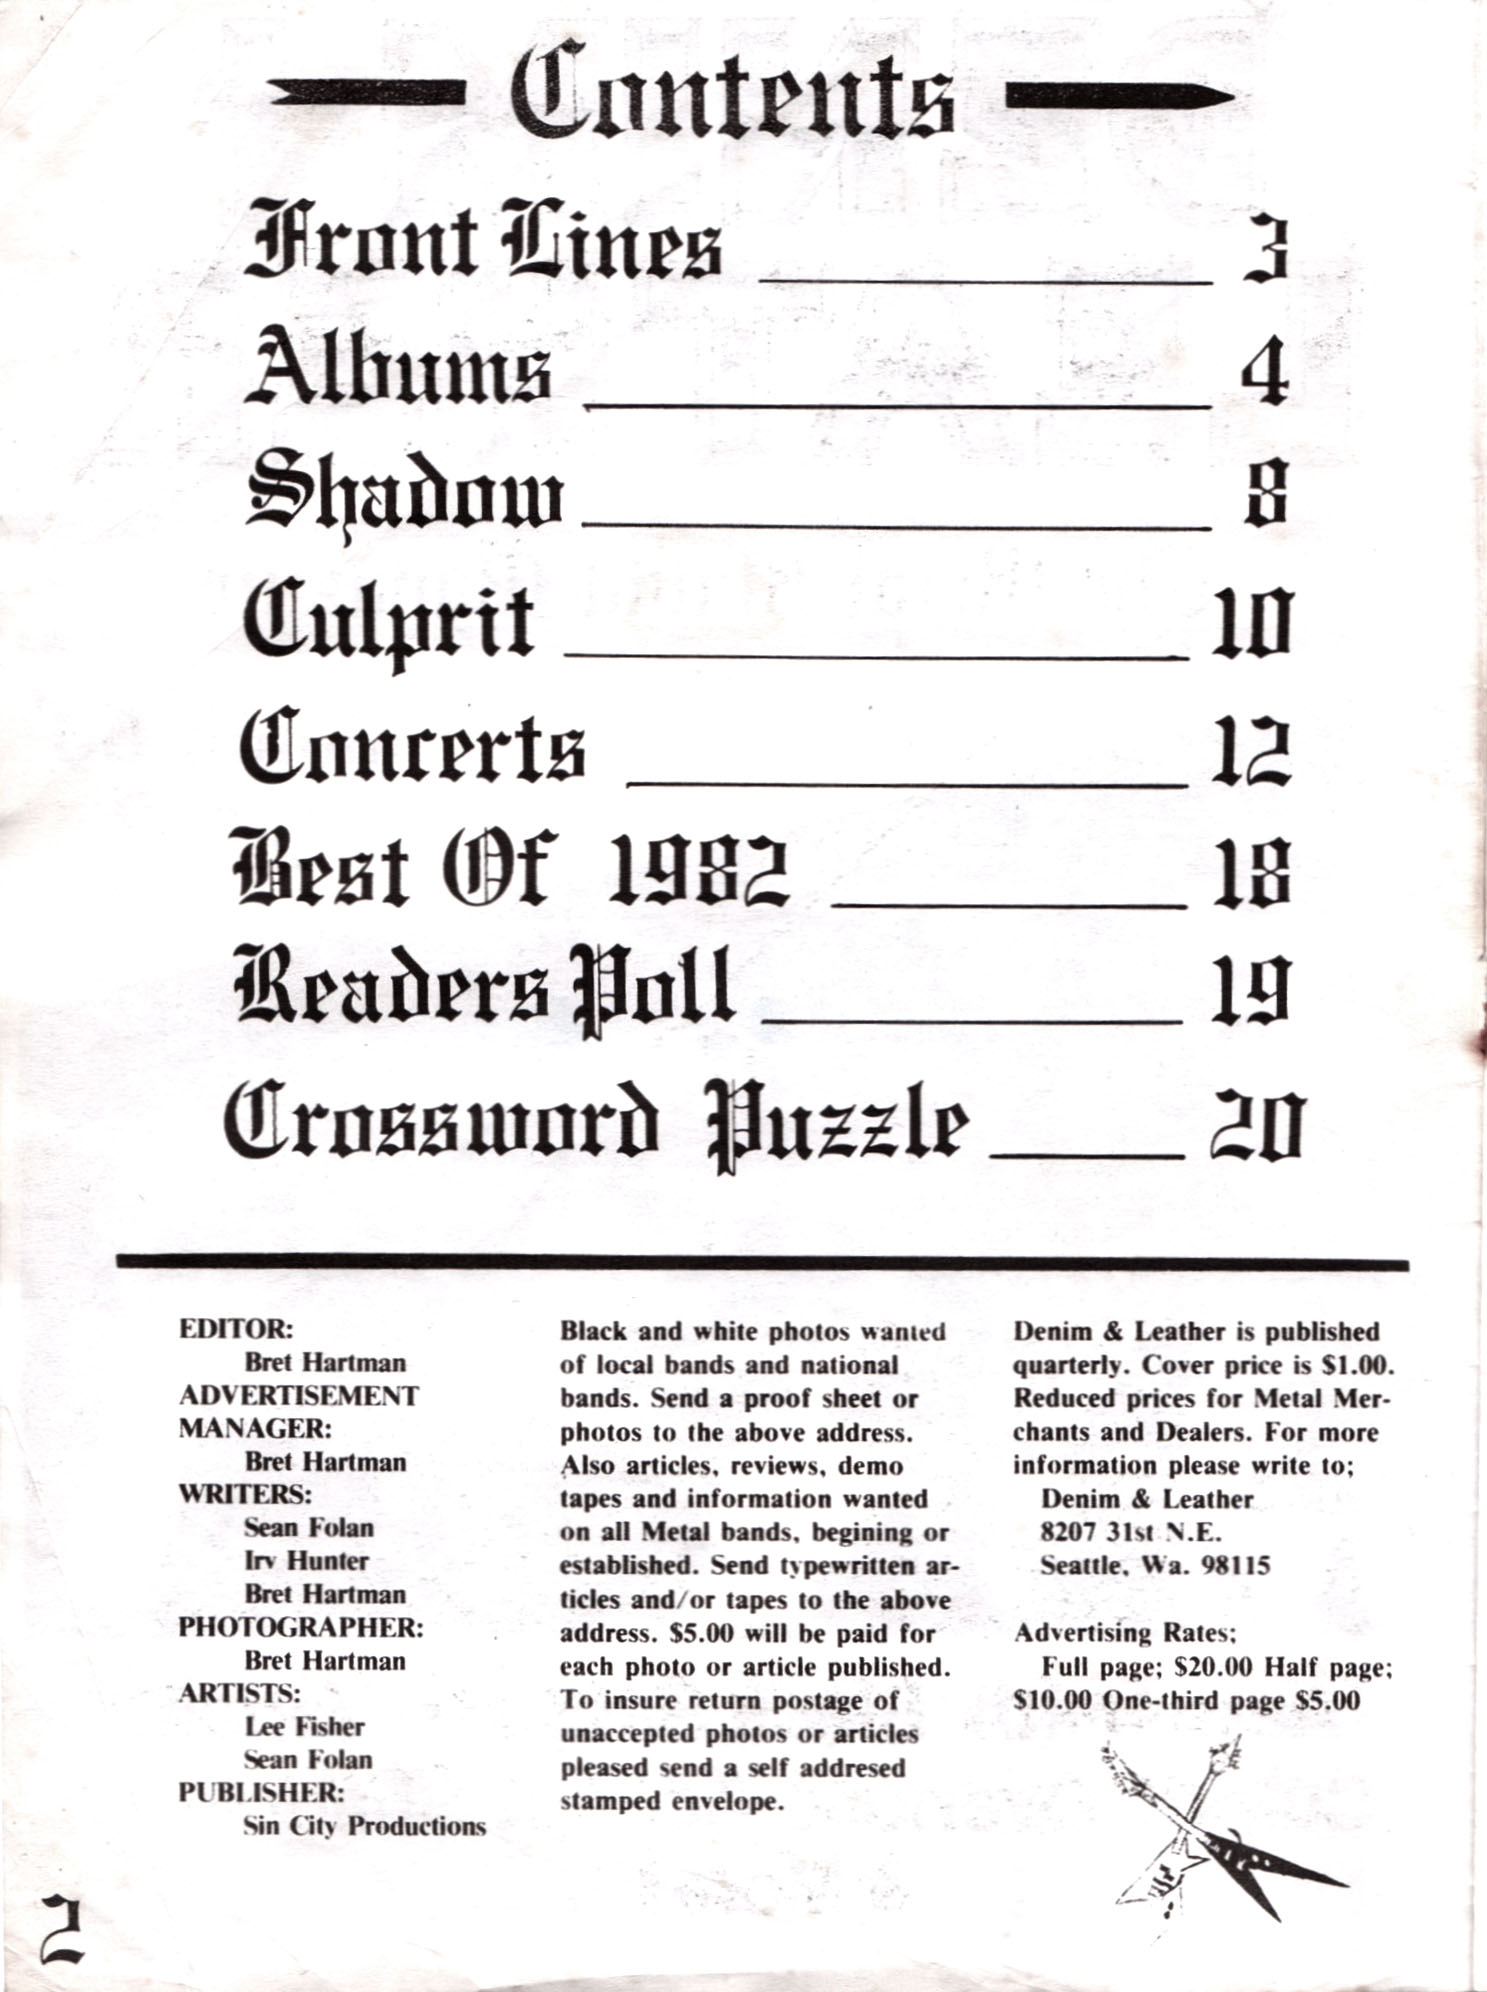 Contents
Front Lines 3
Albums 4
Shadow 8
Culprit 10
Concerts 12
Best Of 1982 18
Readers Poll 19
Crossword Puzzle 20
EDITOR:
Bret Hartman
ADVERTISEMENT
MANAGER:
Bret Hartman
WRITERS:
Sean Folan
Irv Hunter
Bret Hartman
PHOTOGRAPHER:
Bret Hartman
ARTISTS:
Lee Fisher
Sean Folan
PUBLISHER:
Sin City Productions
Black and white photos wanted
of local bands and national
bands. Send a proof sheet or
photos to the above address.
Also articles, reviews, demo
tapes and information wanted
on all Metal bands, begining or
established. Send typewritten ar-
ticles and/or tapes to the above
address. $5.00 will be paid for
each photo or article published.
To insure return postage of
unaccepted photos or articles
pleased send a self addresed
stamped envelope.
Denim & Leather is published
quarterly. Cover price is $1.00.
Reduced prices for Metal Mer-
chants and Dealers. For more
information please write to;
Denim & Leather
8207 31st N.E.
Seattle, Wa. 98115
Advertising Rates;
Full page; $20.00 Half page;
$10.00 One-third page $5.00
2